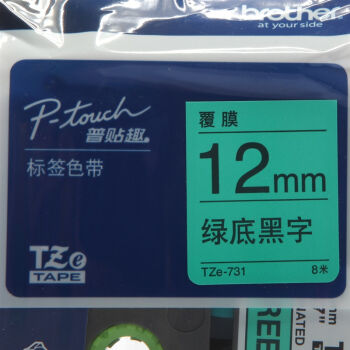 brother
at your side
P-touch
普贴趣
标签色带
覆膜
12mm
绿底黑字
TZe-731
8米
TZe
TAPE